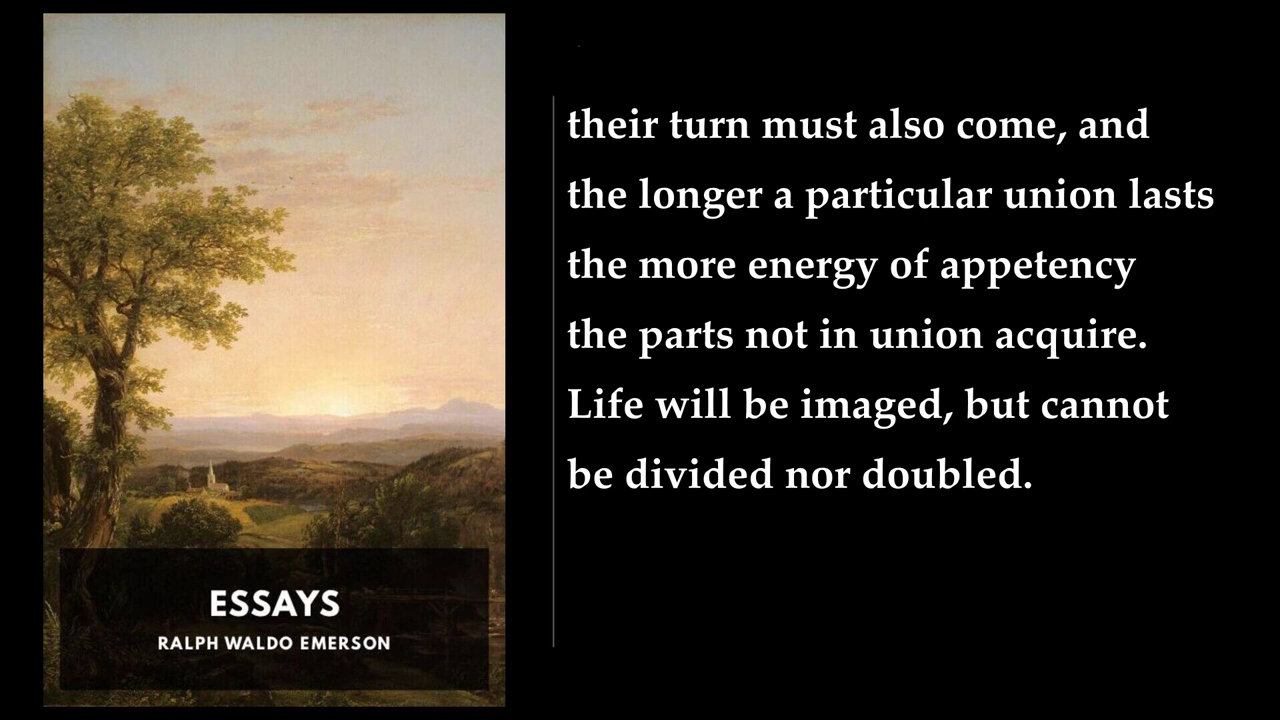 ESSAYS
RALPH WALDO EMERSON
their turn must also come, and
the longer a particular union lasts
the more energy of appetency
the parts not in union acquire.
Life will be imaged, but cannot
be divided nor doubled.